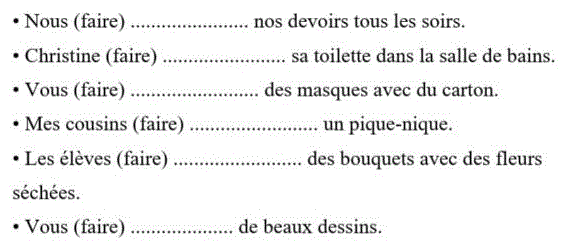 • Nous (faire) ....................... nos devoirs tous les soirs.
• Christine (faire) ........................ sa toilette dans la salle de bains.
• Vous (faire) ......................... des masques avec du carton.
• Mes cousins (faire) ......................... un pique-nique.
• Les élèves (faire) ......................... des bouquets avec des fleurs
séchées.
• Vous (faire) .................... de beaux dessins.